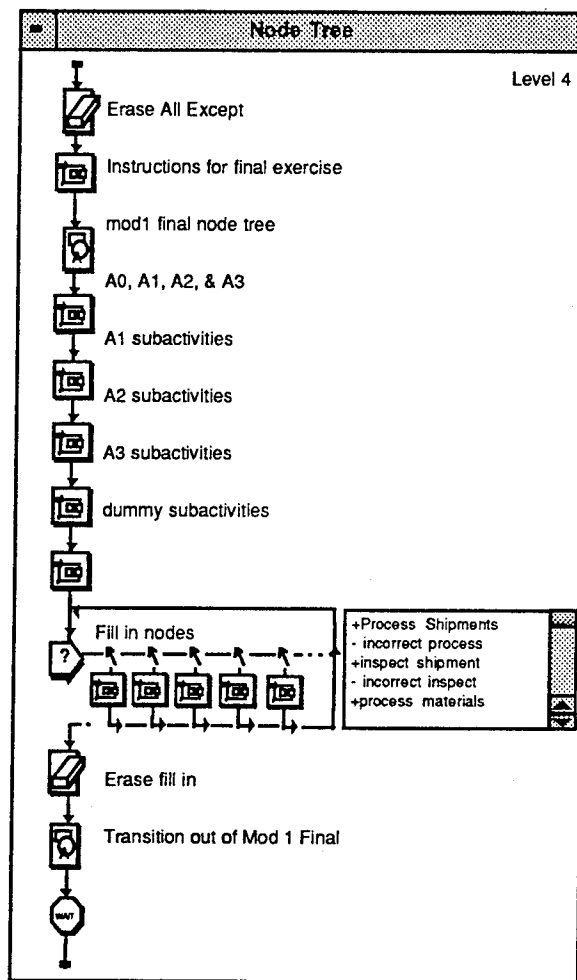 Node Tree
Level 4
Erase All Except
Instructions for final exercise
mod1 final node tree
A0, A1, A2, & A3
A1 subactivities
A2 subactivities
A3 subactivities
dummy subactivities
Fill in nodes
?
+Process Shipments
- incorrect process
+inspect shipment
- incorrect inspect
+process materials
Erase fill in
Transition out of Mod 1 Final
WAIT